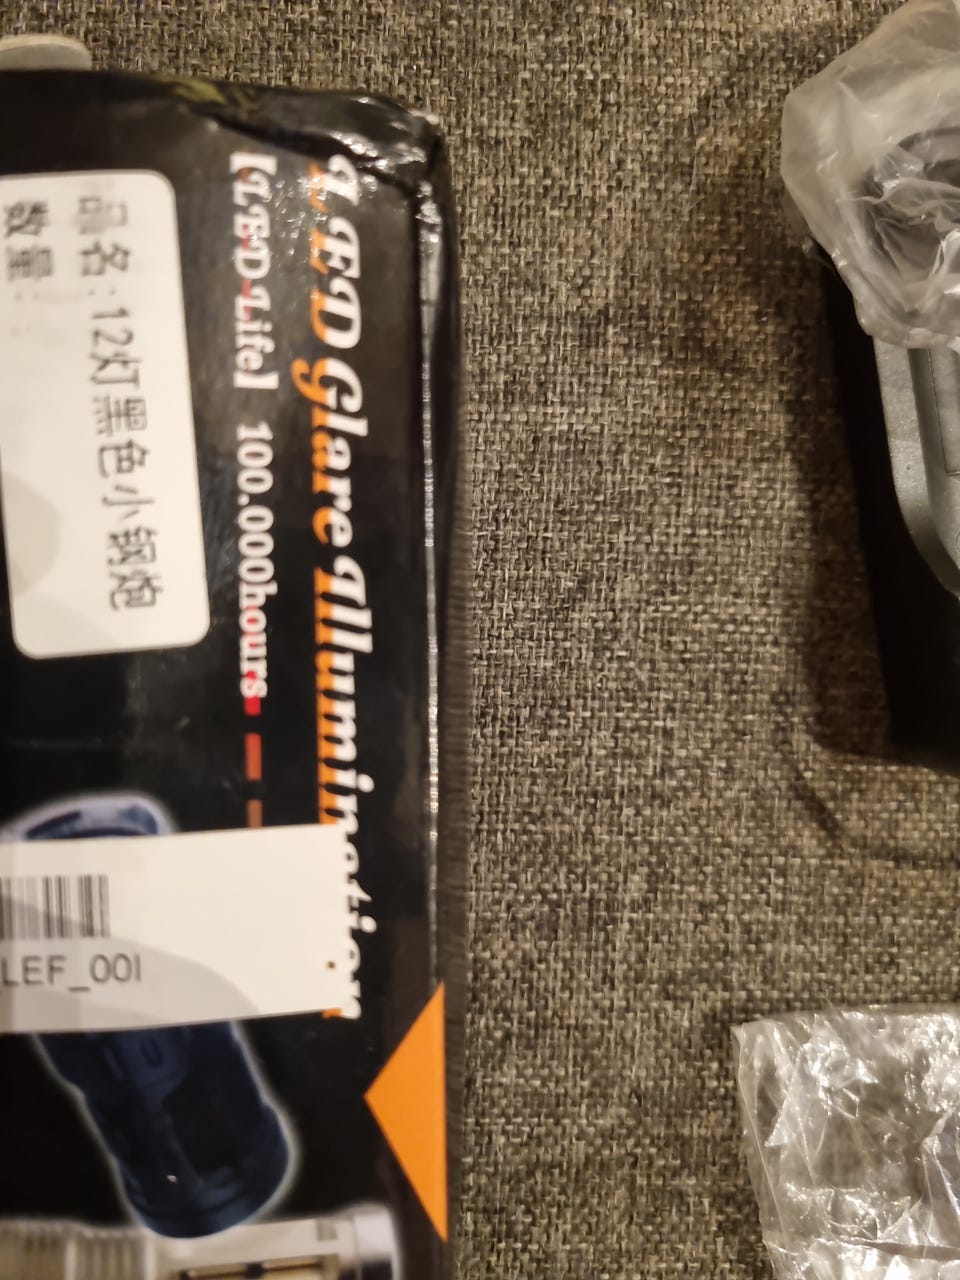 LED Glare Illumination
【LED Life】 100.000hours
品名:12灯黑色小钢炮
数量:
LEF_001